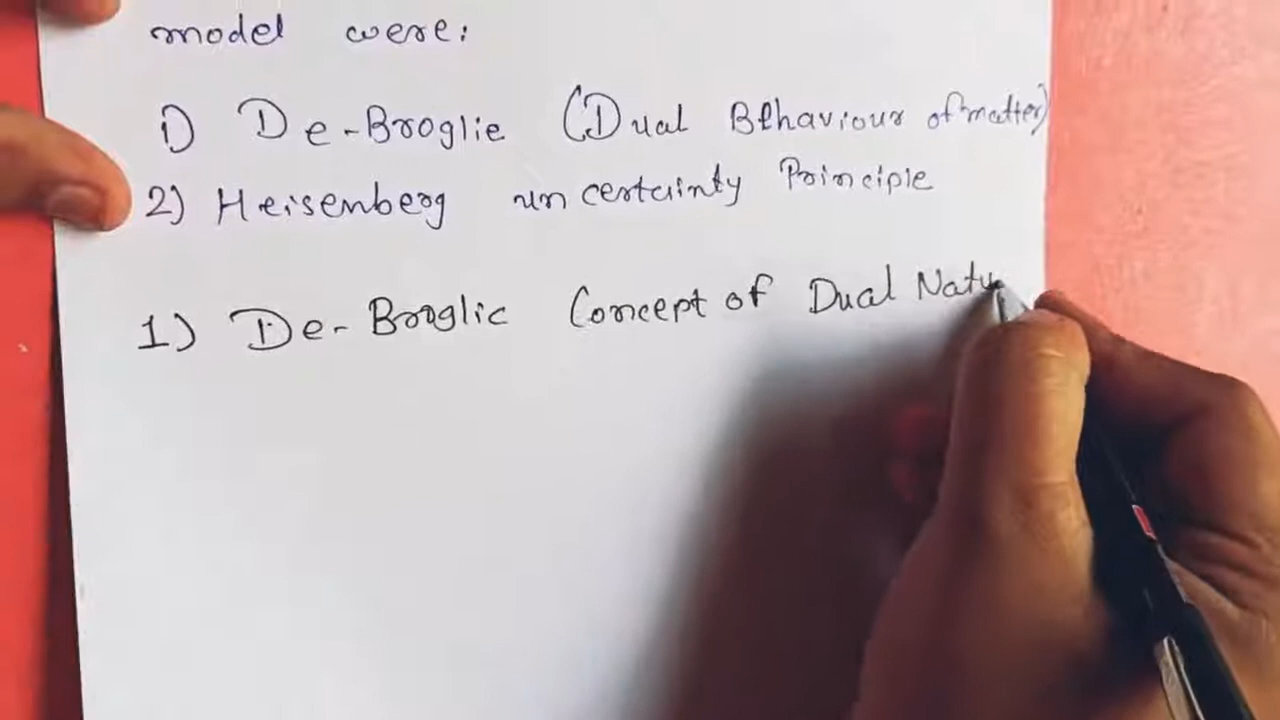 model were:
1) De-Broglie (Dual Behaviour of matter)
2) Heisenberg uncertainty Principle
1) De-Broglie Concept of Dual Natu